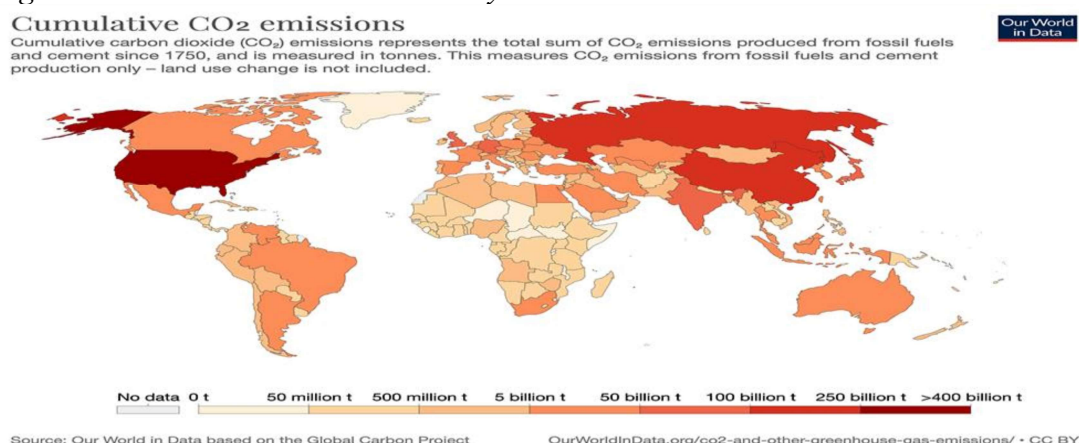 Cumulative CO₂ emissions
Our World
in Data
Cumulative carbon dioxide (CO₂) emissions represents the total sum of CO₂ emissions produced from fossil fuels
and cement since 1750, and is measured in tonnes. This measures CO₂ emissions from fossil fuels and cement
production only – land use change is not included.
No data 0 t 50 million t 500 million t 5 billion t 50 billion t 100 billion t 250 billion t >400 billion t
Source: Our World in Data based on the Global Carbon Project OurWorldInData.org/co2-and-other-greenhouse-gas-emissions/ • CC BY